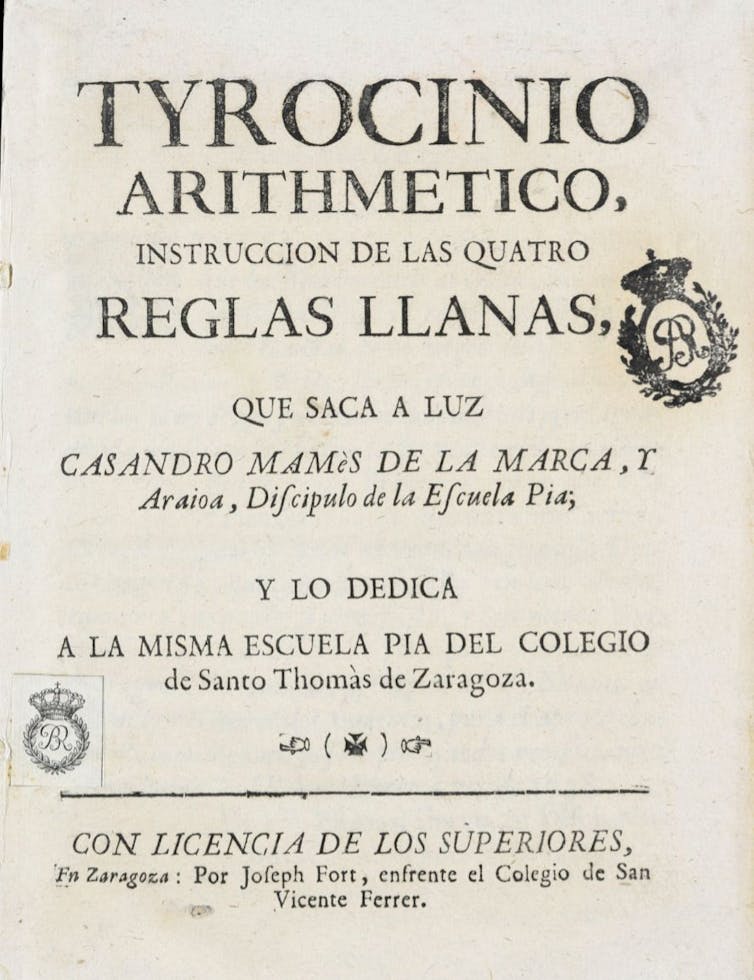 TYROCINIO
ARITHMETICO,
INSTRUCCION DE LAS QUATRO
REGLAS LLANAS,
QUE SACA A LUZ
CASANDRO MAMèS DE LA MARCA, Y
Araioa, Diſcipulo de la Eſcuela Pia;
Y LO DEDICA
A LA MISMA ESCUELA PIA DEL COLEGIO
de Santo Thomàs de Zaragoza.
CON LICENCIA DE LOS SUPERIORES,
En Zaragoza: Por Joſeph Fort, enfrente el Colegio de San
Vicente Ferrer.
BR
BR